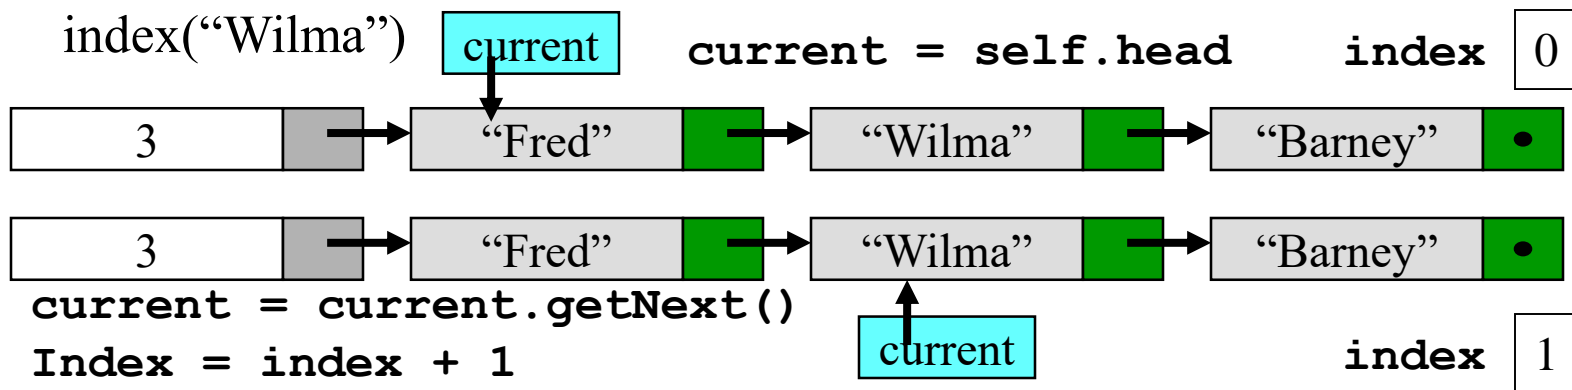 index(“Wilma”) current current = self.head index 0
3 “Fred” “Wilma” “Barney”
3 “Fred” “Wilma” “Barney”
current = current.getNext()
Index = index + 1 current index 1